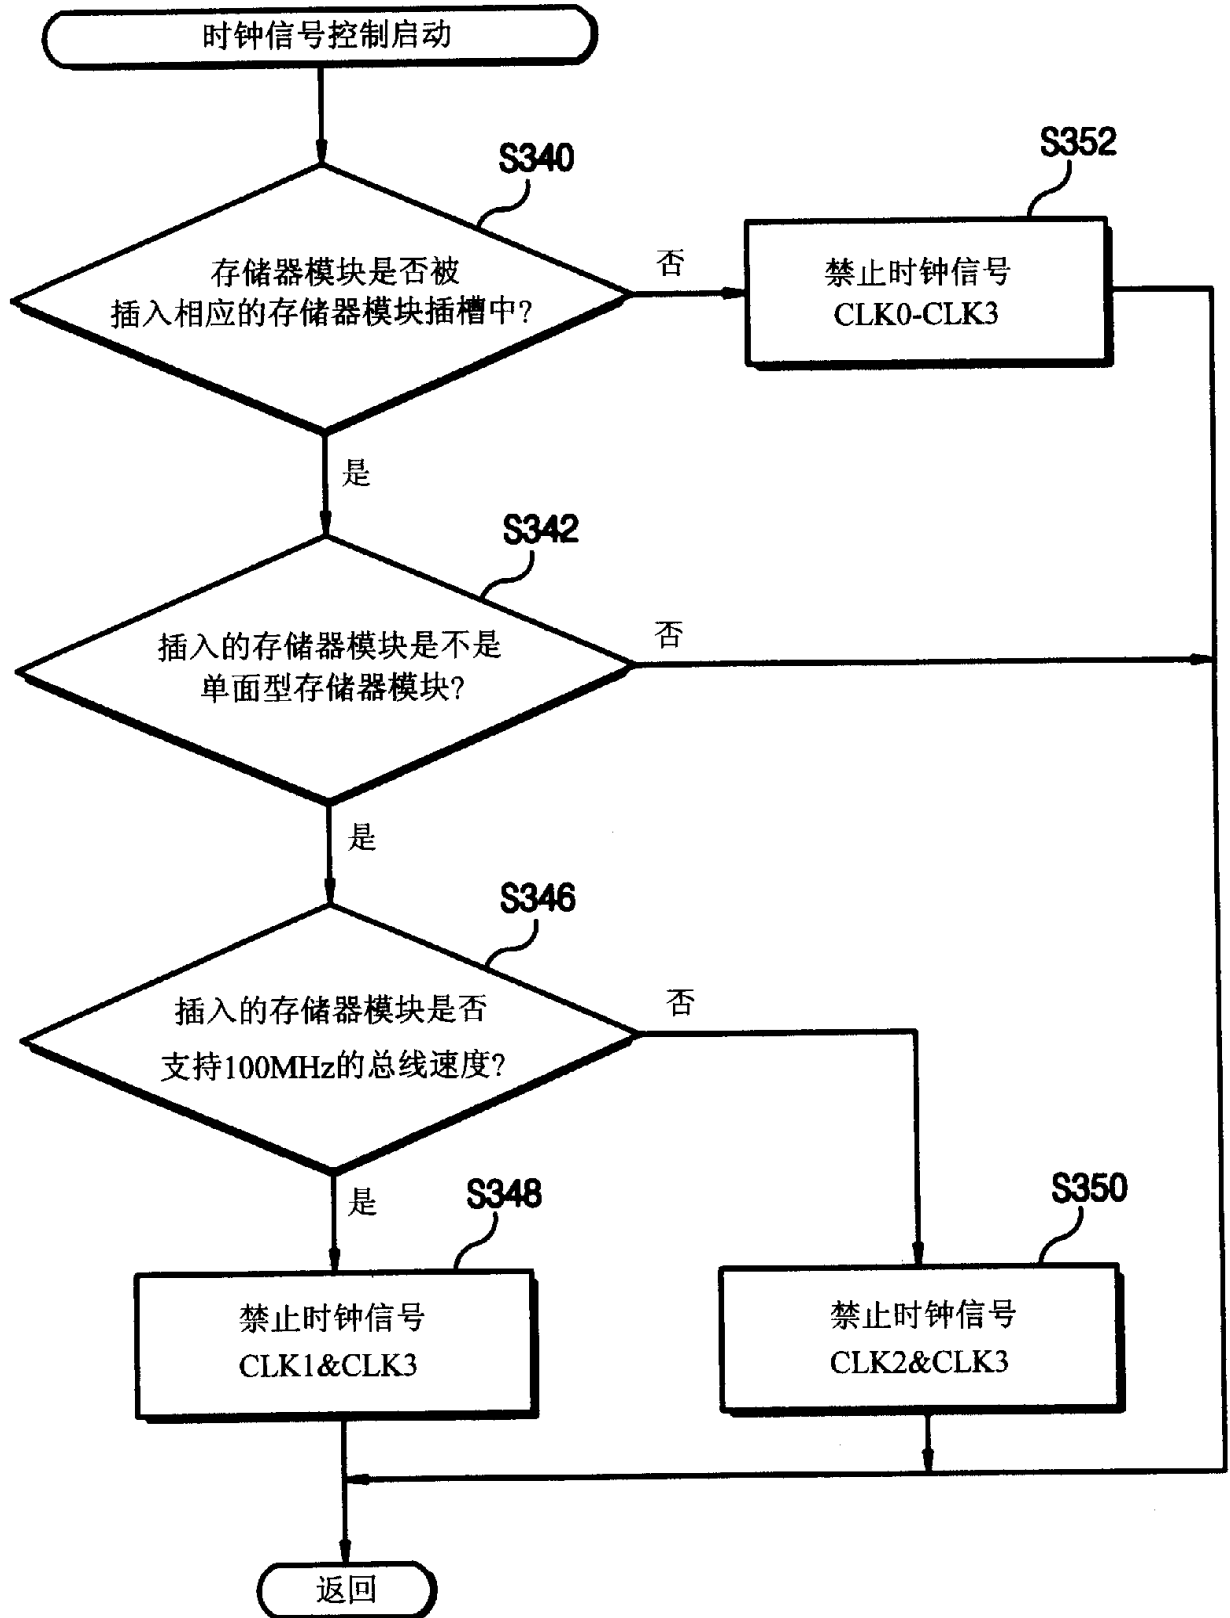 时钟信号控制启动
S340
存储器模块是否被
插入相应的存储器模块插槽中?
否
S352
禁止时钟信号
CLK0-CLK3
是
S342
插入的存储器模块是不是
单面型存储器模块?
否
是
S346
插入的存储器模块是否
支持100MHz的总线速度?
否
是
S348
禁止时钟信号
CLK1&CLK3
S350
禁止时钟信号
CLK2&CLK3
返回